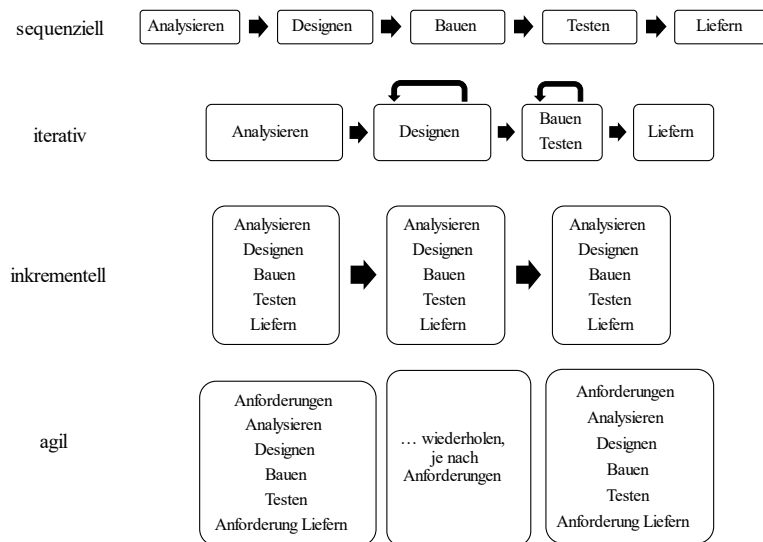 sequenziell
Analysieren
Designen
Bauen
Testen
Liefern
iterativ
Analysieren
Designen
Bauen
Testen
Liefern
inkrementell
Analysieren
Designen
Bauen
Testen
Liefern
Analysieren
Designen
Bauen
Testen
Liefern
Analysieren
Designen
Bauen
Testen
Liefern
agil
Anforderungen
Analysieren
Designen
Bauen
Testen
Anforderung Liefern
… wiederholen,
je nach
Anforderungen
Anforderungen
Analysieren
Designen
Bauen
Testen
Anforderung Liefern